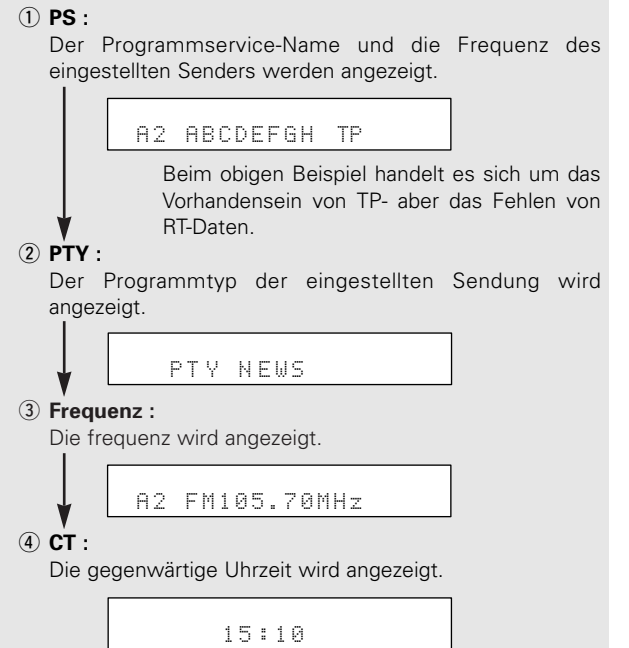 ① PS :
Der Programmservice-Name und die Frequenz des
eingestellten Senders werden angezeigt.
A2 ABCDEFGH TP
Beim obigen Beispiel handelt es sich um das
Vorhandensein von TP- aber das Fehlen von
RT-Daten.
② PTY :
Der Programmtyp der eingestellten Sendung wird
angezeigt.
PTY NEWS
③ Frequenz :
Die frequenz wird angezeigt.
A2 FM105.70MHz
④ CT :
Die gegenwärtige Uhrzeit wird angezeigt.
15:10